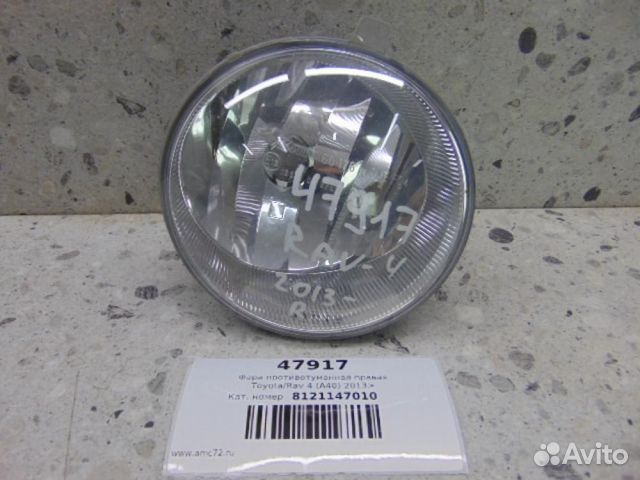 47917
RAV-4
2013-
R
47917
Фара противотуманная правая
Toyota/Rav 4 (A40) 2013>
Кат. номер 8121147010
www.amc72.ru
Avito